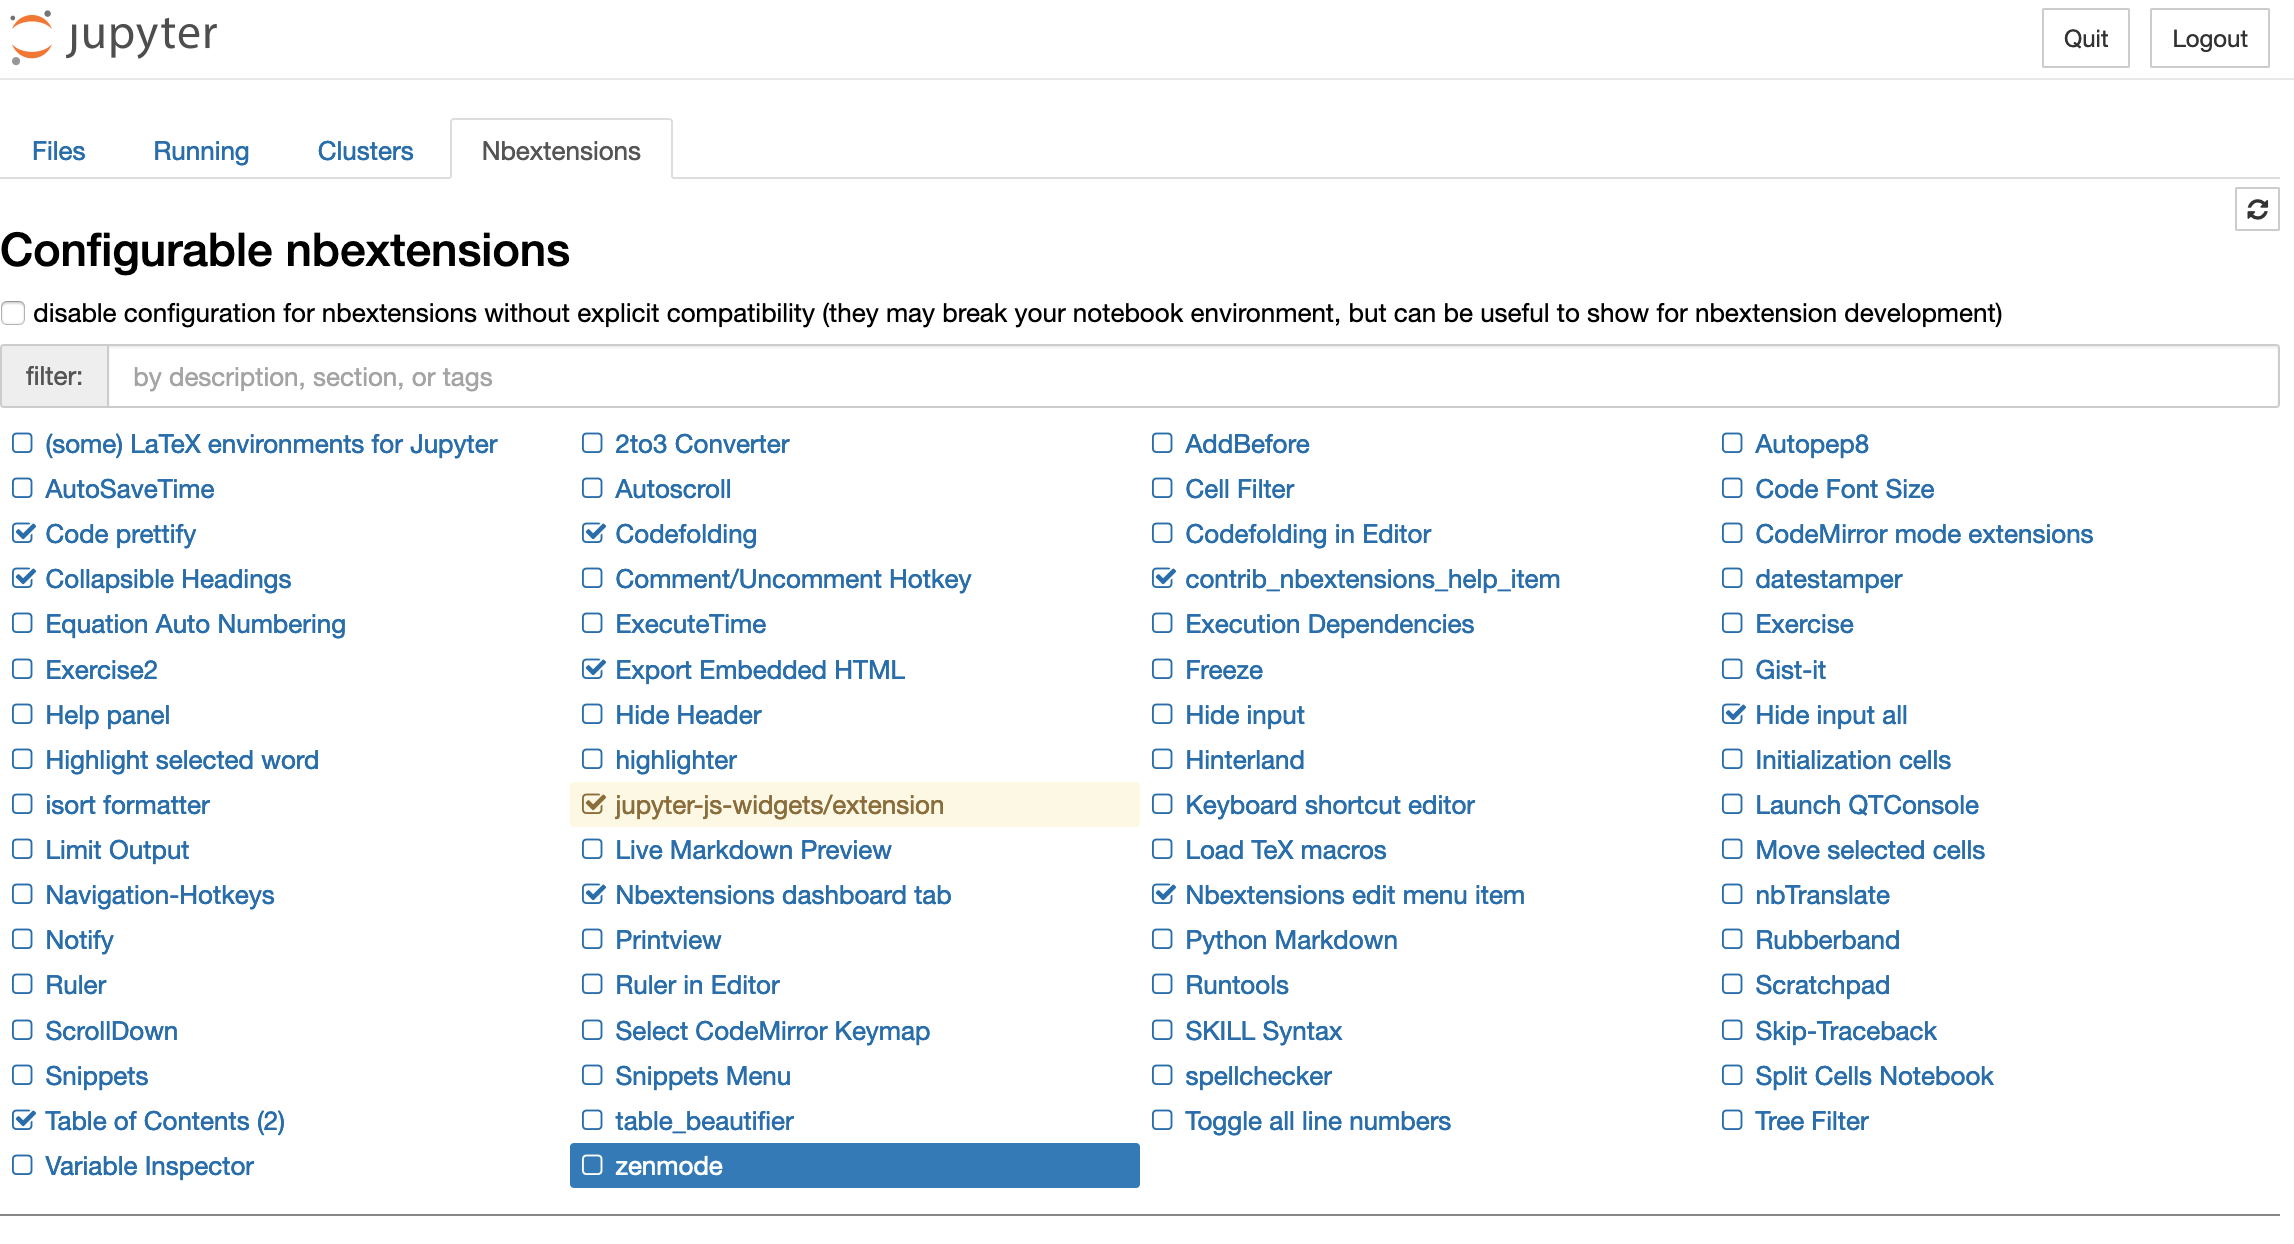 jupyter
Quit Logout
Files Running Clusters Nbextensions
Configurable nbextensions
disable configuration for nbextensions without explicit compatibility (they may break your notebook environment, but can be useful to show for nbextension development)
filter: by description, section, or tags
(some) LaTeX environments for Jupyter 2to3 Converter AddBefore Autopep8
AutoSaveTime Autoscroll Cell Filter Code Font Size
Code prettify Codefolding Codefolding in Editor CodeMirror mode extensions
Collapsible Headings Comment/Uncomment Hotkey contrib_nbextensions_help_item datestamper
Equation Auto Numbering ExecuteTime Execution Dependencies Exercise
Exercise2 Export Embedded HTML Freeze Gist-it
Help panel Hide Header Hide input Hide input all
Highlight selected word highlighter Hinterland Initialization cells
isort formatter jupyter-js-widgets/extension Keyboard shortcut editor Launch QTConsole
Limit Output Live Markdown Preview Load TeX macros Move selected cells
Navigation-Hotkeys Nbextensions dashboard tab Nbextensions edit menu item nbTranslate
Notify Printview Python Markdown Rubberband
Ruler Ruler in Editor Runtools Scratchpad
ScrollDown Select CodeMirror Keymap SKILL Syntax Skip-Traceback
Snippets Snippets Menu spellchecker Split Cells Notebook
Table of Contents (2) table_beautifier Toggle all line numbers Tree Filter
Variable Inspector zenmode